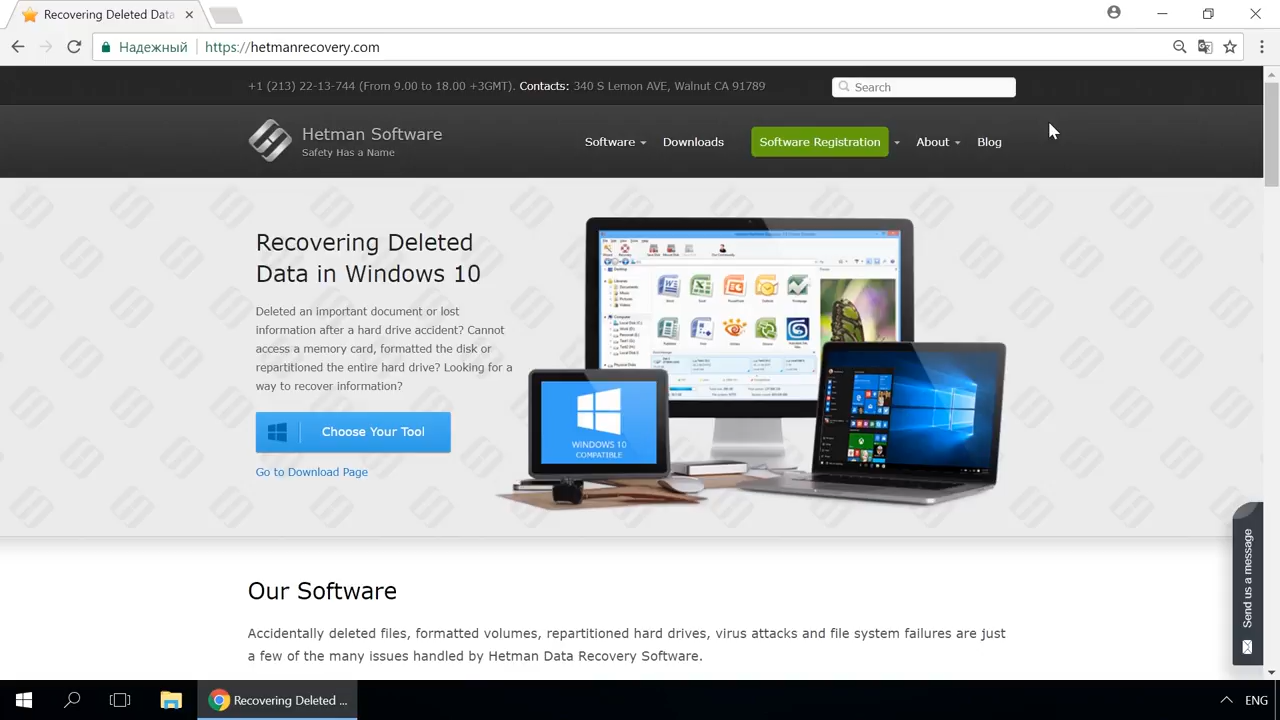 Recovering Deleted Data
Надежный
https://hetmanrecovery.com
+1 (213) 22-13-744 (From 9.00 to 18.00 +3GMT). Contacts: 340 S Lemon AVE, Walnut CA 91789
Search
Hetman Software
Safety Has a Name
Software
Downloads
Software Registration
About
Blog
Recovering Deleted
Data in Windows 10
Deleted an important document or lost
information after a hard drive accident? Cannot
access a memory card, formatted the disk or
repartitioned the entire hard drive? Looking for a
way to recover information?
Choose Your Tool
Go to Download Page
WINDOWS 10
COMPATIBLE
Send us a message
Our Software
Accidentally deleted files, formatted volumes, repartitioned hard drives, virus attacks and file system failures are just
a few of the many issues handled by Hetman Data Recovery Software.
Recovering Deleted ...
ENG